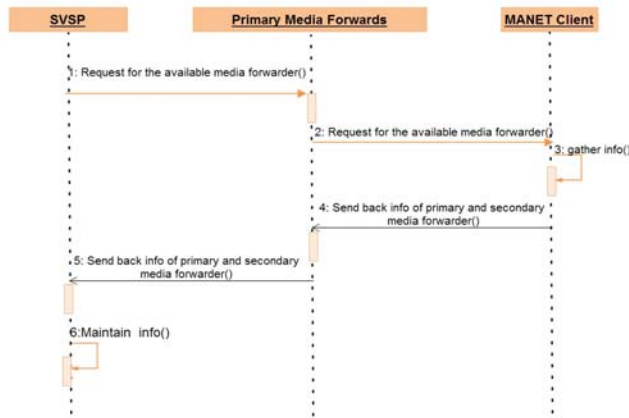 SVSP
Primary Media Forwards
MANET Client
1: Request for the available media forwarder()
2: Request for the available media forwarder()
3: gather info()
4: Send back info of primary and secondary
media forwarder()
5: Send back info of primary and secondary
media forwarder()
6:Maintain info()